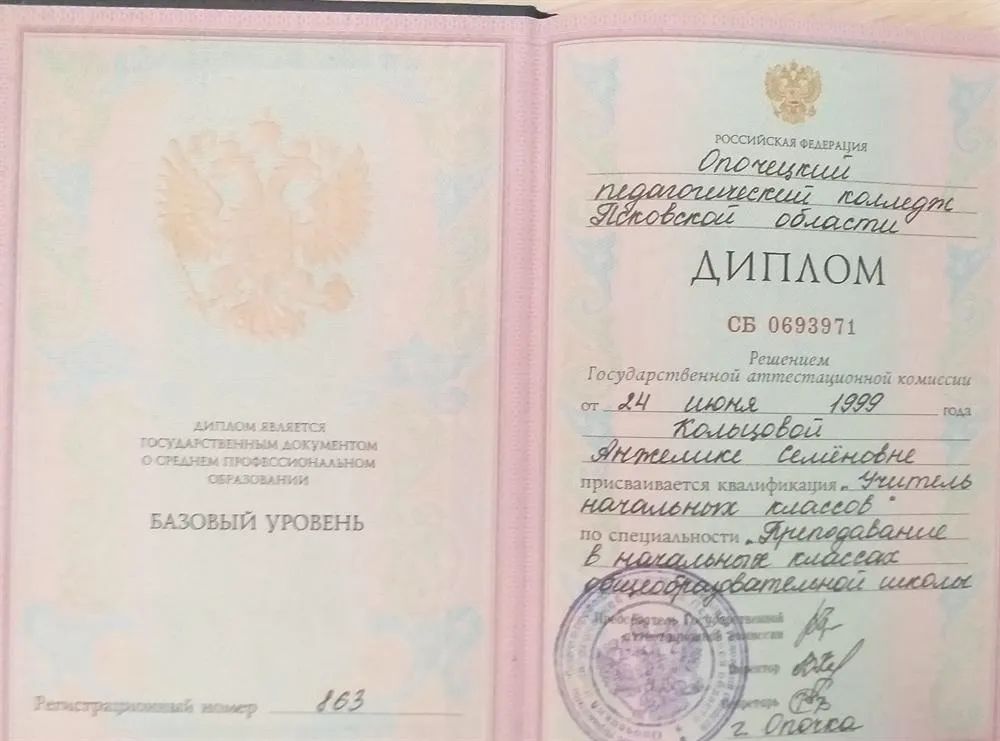 ДИПЛОМ ЯВЛЯЕТСЯ
ГОСУДАРСТВЕННЫМ ДОКУМЕНТОМ
О СРЕДНЕМ ПРОФЕССИОНАЛЬНОМ
ОБРАЗОВАНИИ
БАЗОВЫЙ УРОВЕНЬ
Регистрационный номер 863
РОССИЙСКАЯ ФЕДЕРАЦИЯ
Опочецкий
педагогический колледж
Псковской области
ДИПЛОМ
СБ 0693971
Решением
Государственной аттестационной комиссии
от 24 июня 1999 года
Кольцовой
Анжелике Семёновне
присваивается квалификация „Учитель
начальных классов"
по специальности „Преподавание
в начальных классах
общеобразовательной школы
Председатель Государственной
аттестационной комиссии
Директор
Секретарь
г. Опочка